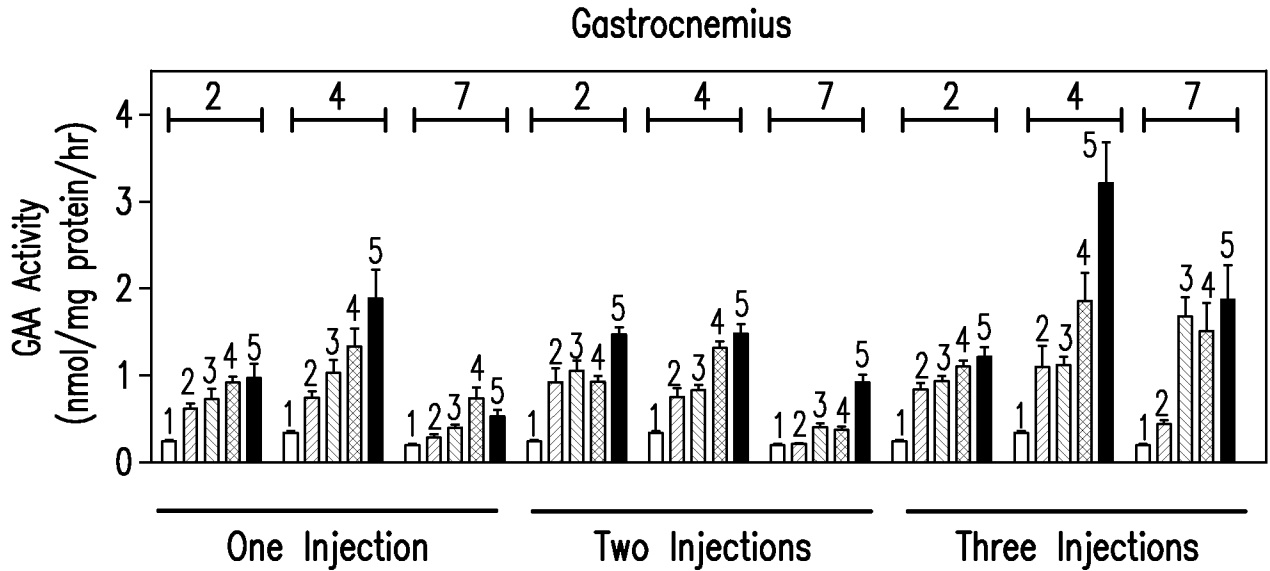 Gastrocnemius
2 4 7 2 4 7 2 4 7
GAA Activity
(nmol/mg protein/hr)
4
3
2
1
0
1 2 3 4 5
1 2 3 4 5
1 2 3 4 5
1 2 3 4 5
1 2 3 4 5
1 2 3 4 5
1 2 3 4 5
1 2 3 4 5
1 2 3 4 5
One Injection Two Injections Three Injections